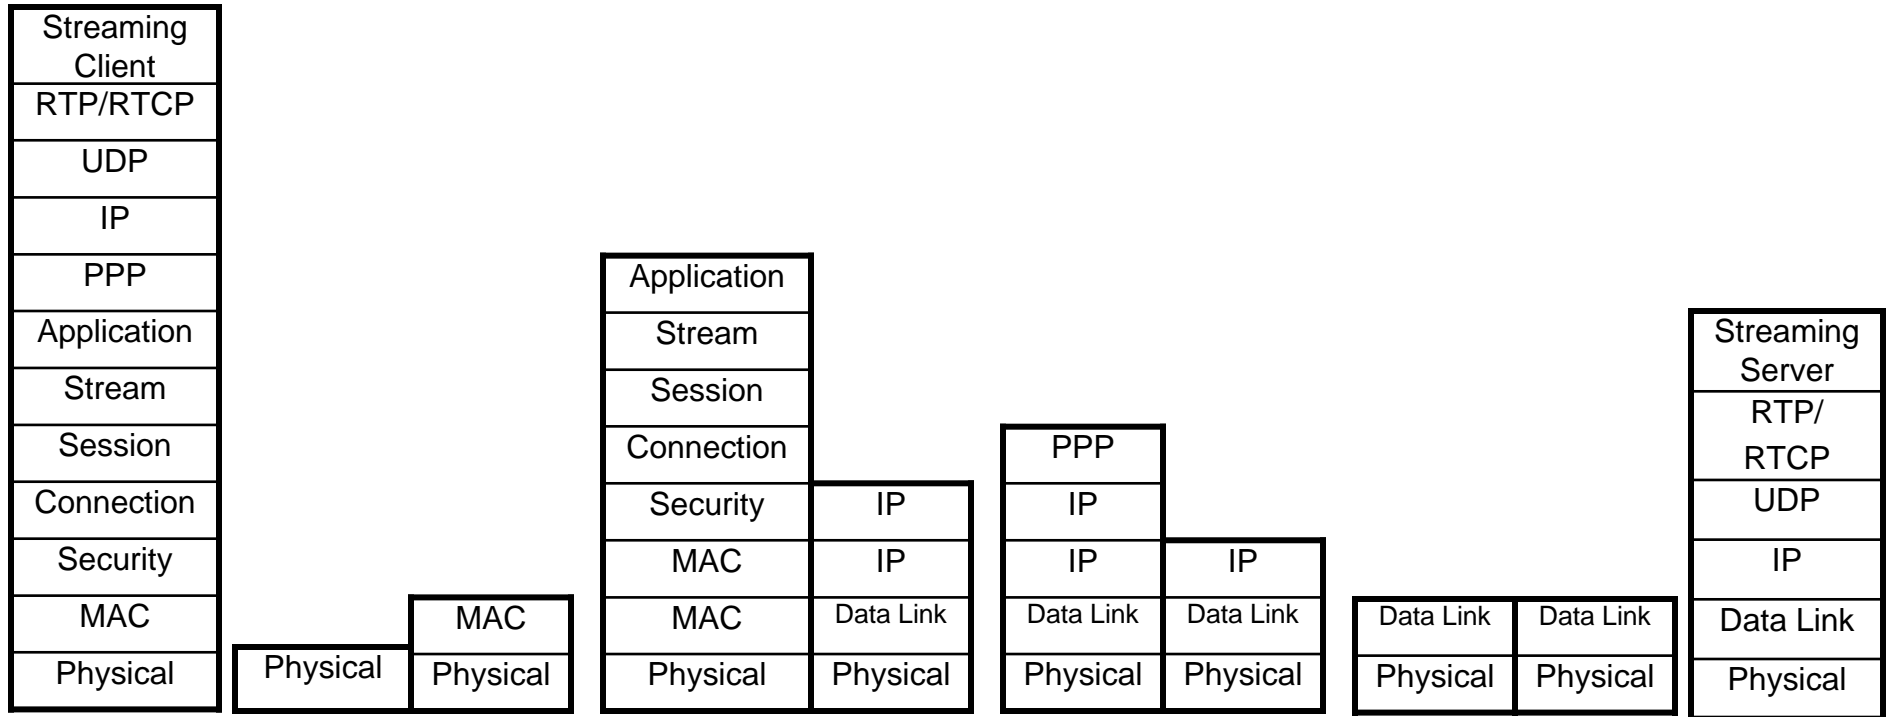 Streaming
Client
RTP/RTCP
UDP
IP
PPP
Application
Stream
Session
Connection
Security
MAC
Physical
Physical
MAC
Physical
Application
Stream
Session
Connection
Security
MAC
MAC
Physical
IP
IP
Data Link
Physical
PPP
IP
IP
Data Link
Physical
IP
Data Link
Physical
Data Link
Physical
Data Link
Physical
Streaming
Server
RTP/
RTCP
UDP
IP
Data Link
Physical